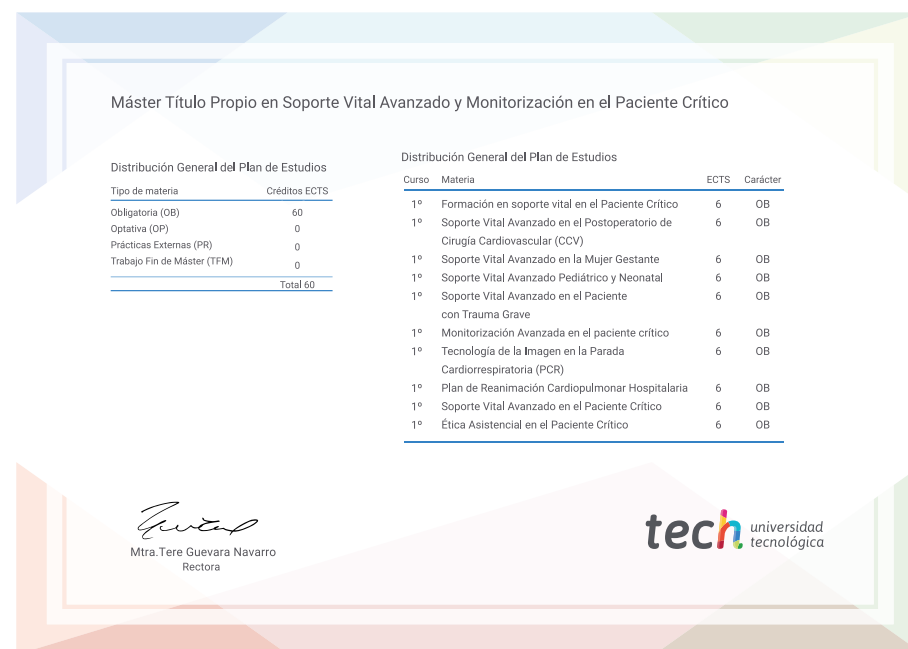 Máster Título Propio en Soporte Vital Avanzado y Monitorización en el Paciente Crítico
Distribución General del Plan de Estudios
Tipo de materia Créditos ECTS
Obligatoria (OB) 60
Optativa (OP) 0
Prácticas Externas (PR) 0
Trabajo Fin de Máster (TFM) 0
Total 60
Distribución General del Plan de Estudios
Curso Materia ECTS Carácter
1º Formación en soporte vital en el Paciente Crítico 6 OB
1º Soporte Vital Avanzado en el Postoperatorio de 6 OB
Cirugía Cardiovascular (CCV)
1º Soporte Vital Avanzado en la Mujer Gestante 6 OB
1º Soporte Vital Avanzado Pediátrico y Neonatal 6 OB
1º Soporte Vital Avanzado en el Paciente 6 OB
con Trauma Grave
1º Monitorización Avanzada en el paciente crítico 6 OB
1º Tecnología de la Imagen en la Parada 6 OB
Cardiorrespiratoria (PCR)
1º Plan de Reanimación Cardiopulmonar Hospitalaria 6 OB
1º Soporte Vital Avanzado en el Paciente Crítico 6 OB
1º Ética Asistencial en el Paciente Crítico 6 OB
Mtra.Tere Guevara Navarro
Rectora
tech universidad
tecnológica